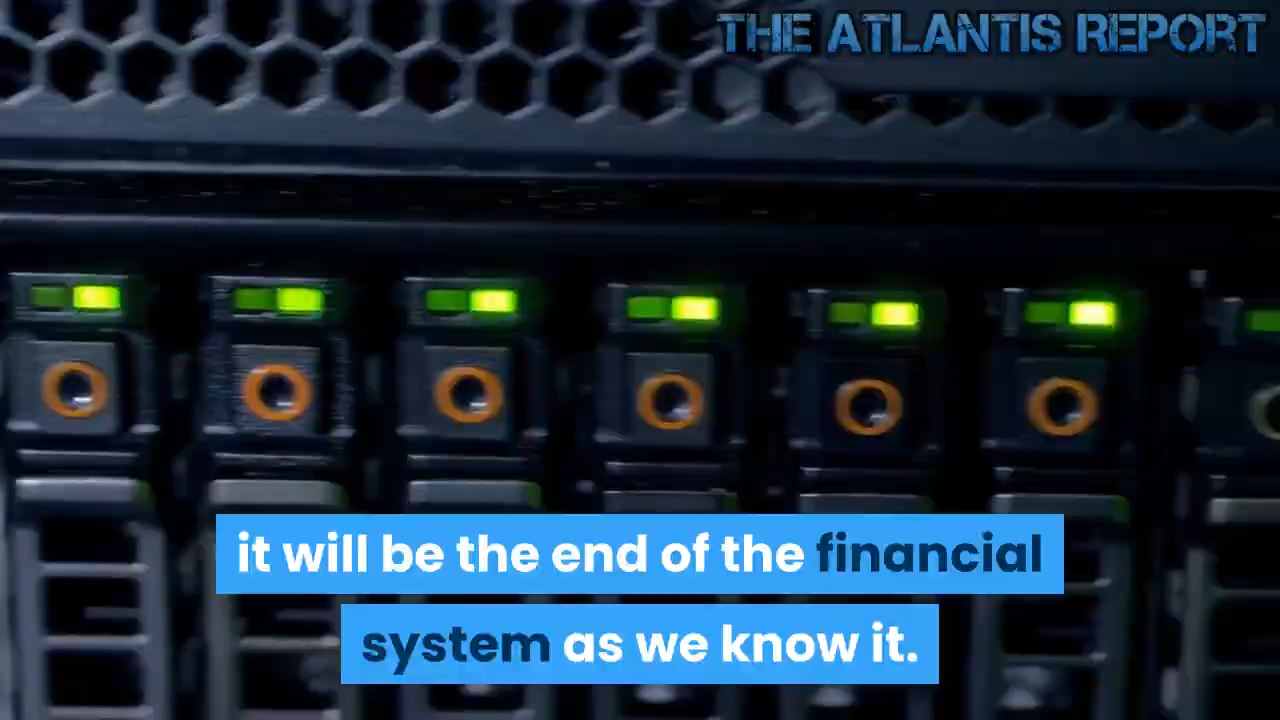 THE ATLANTIS REPORT
it will be the end of the financial
system as we know it.